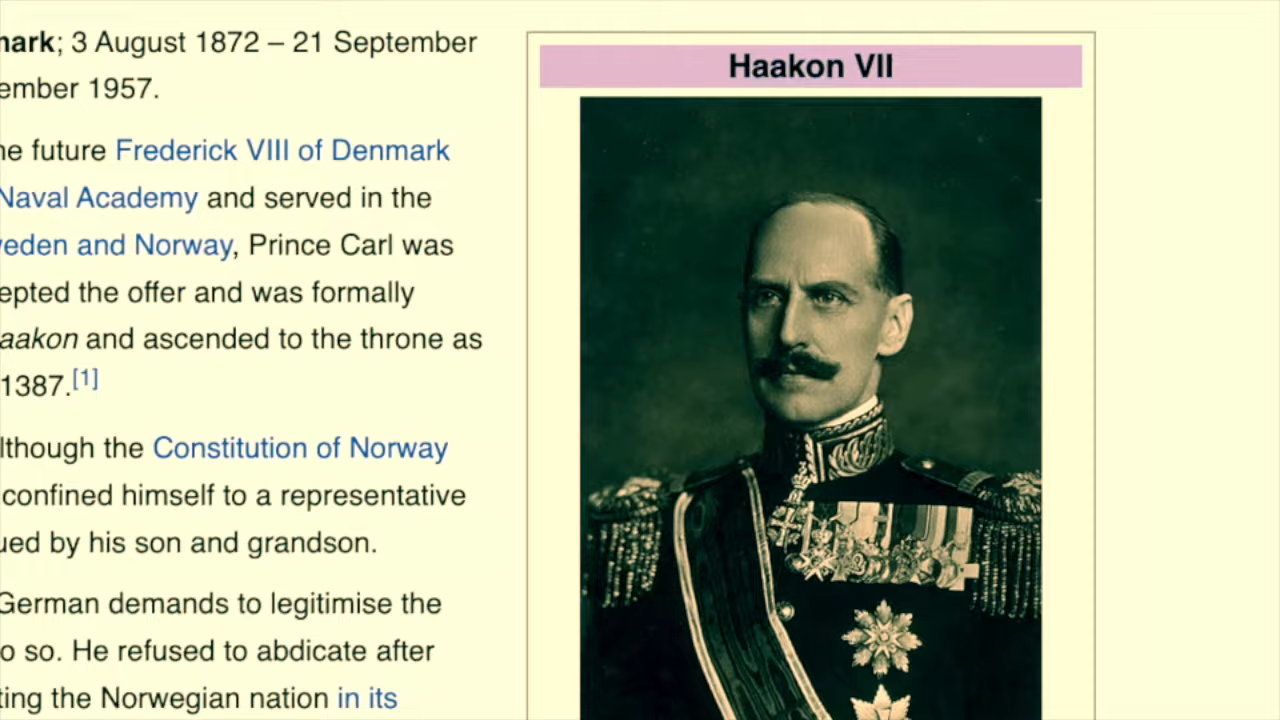 mark; 3 August 1872 – 21 September
ember 1957.
he future Frederick VIII of Denmark
Naval Academy and served in the
veden and Norway, Prince Carl was
epted the offer and was formally
aakon and ascended to the throne as
1387.[1]
lthough the Constitution of Norway
confined himself to a representative
ued by his son and grandson.
German demands to legitimise the
o so. He refused to abdicate after
ting the Norwegian nation in its
Haakon VII